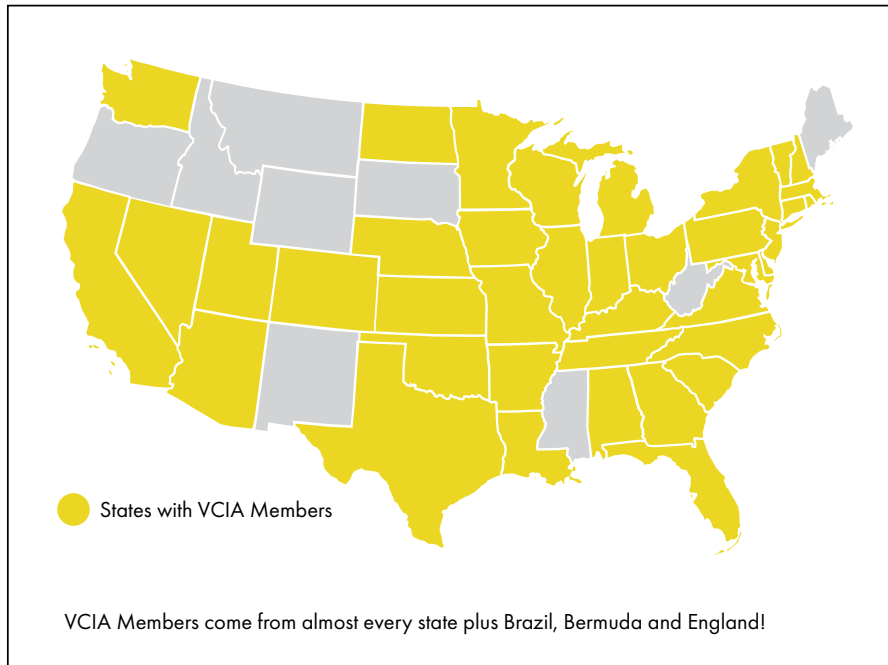 States with VCIA Members
VCIA Members come from almost every state plus Brazil, Bermuda and England!